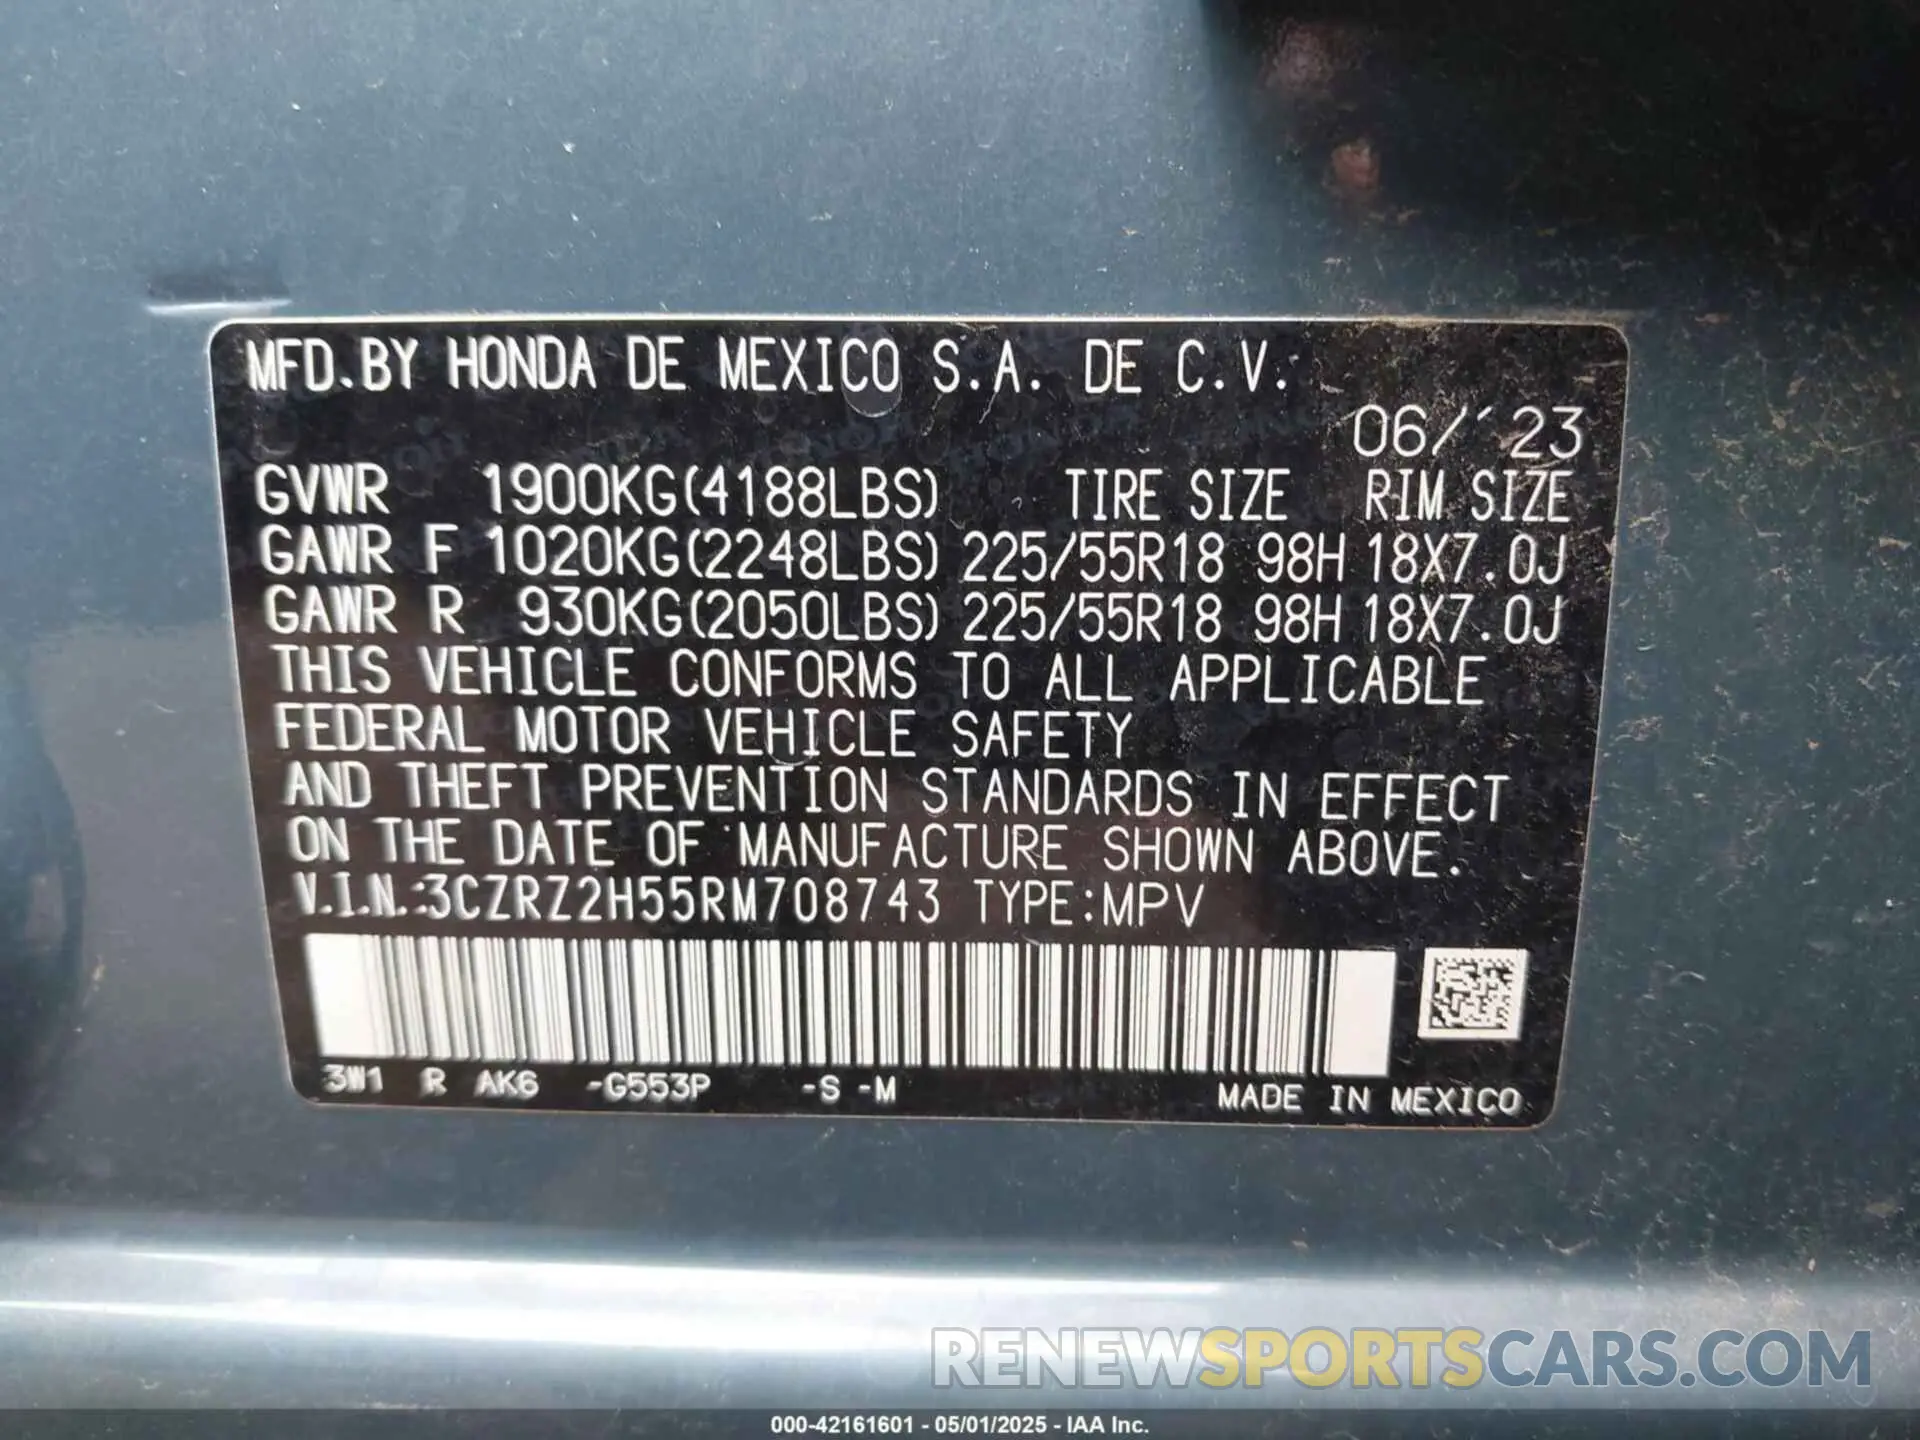 MFD.BY HONDA DE MEXICO S.A. DE C.V.
06/ 23
GVWR 1900KG(4188LBS) TIRE SIZE RIM SIZE
GAWR F 1020KG(2248LBS) 225/55R18 98H 18X7.0J
GAWR R 930KG(2050LBS) 225/55R18 98H 18X7.0J
THIS VEHICLE CONFORMS TO ALL APPLICABLE
FEDERAL MOTOR VEHICLE SAFETY
AND THEFT PREVENTION STANDARDS IN EFFECT
ON THE DATE OF MANUFACTURE SHOWN ABOVE.
V.I.N.:3CZRZ2H55RM708743 TYPE:MPV
3W1 R AK6 -G553P -S -M MADE IN MEXICO
RENEWSPORTSCARS.COM
000-42161601 - 05/01/2025 - IAA Inc.